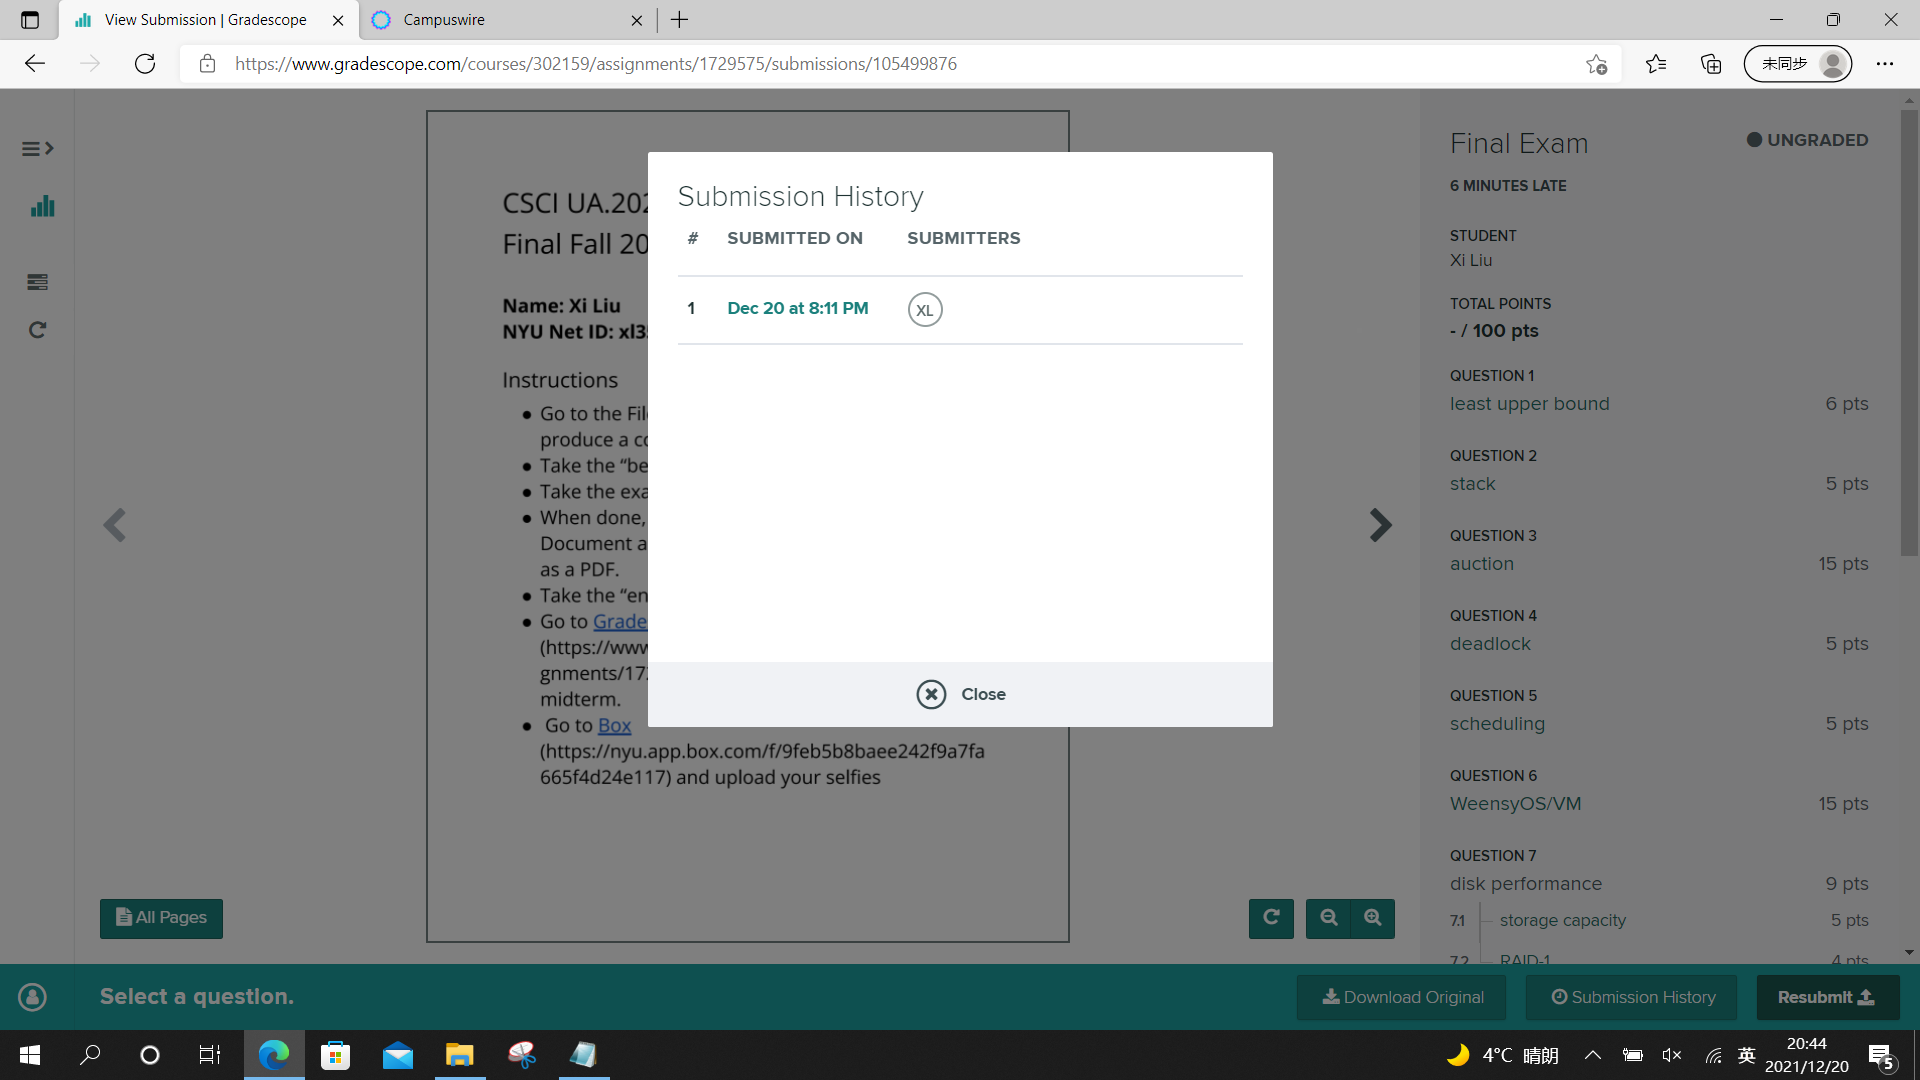 View Submission | Gradescope
Campuswire
https://www.gradescope.com/courses/302159/assignments/1729575/submissions/105499876
未同步
CSCI UA.202
Final Fall 20
Name: Xi Liu
NYU Net ID: xl3
Instructions
Go to the Fil
produce a co
Take the “be
Take the exa
When done,
Document a
as a PDF.
Take the “en
Go to Grade
(https://www
gnments/17
midterm.
Go to Box
(https://nyu.app.box.com/f/9feb5b8baee242f9a7fa
665f4d24e117) and upload your selfies
All Pages
Submission History
# SUBMITTED ON SUBMITTERS
1 Dec 20 at 8:11 PM XL
Close
Final Exam
UNGRADED
6 MINUTES LATE
STUDENT
Xi Liu
TOTAL POINTS
- / 100 pts
QUESTION 1
least upper bound 6 pts
QUESTION 2
stack 5 pts
QUESTION 3
auction 15 pts
QUESTION 4
deadlock 5 pts
QUESTION 5
scheduling 5 pts
QUESTION 6
WeensyOS/VM 15 pts
QUESTION 7
disk performance 9 pts
7.1 storage capacity 5 pts
7.2 RAID-1 4 pts
Select a question.
Download Original
Submission History
Resubmit
4°C 晴朗
英
20:44
2021/12/20
5